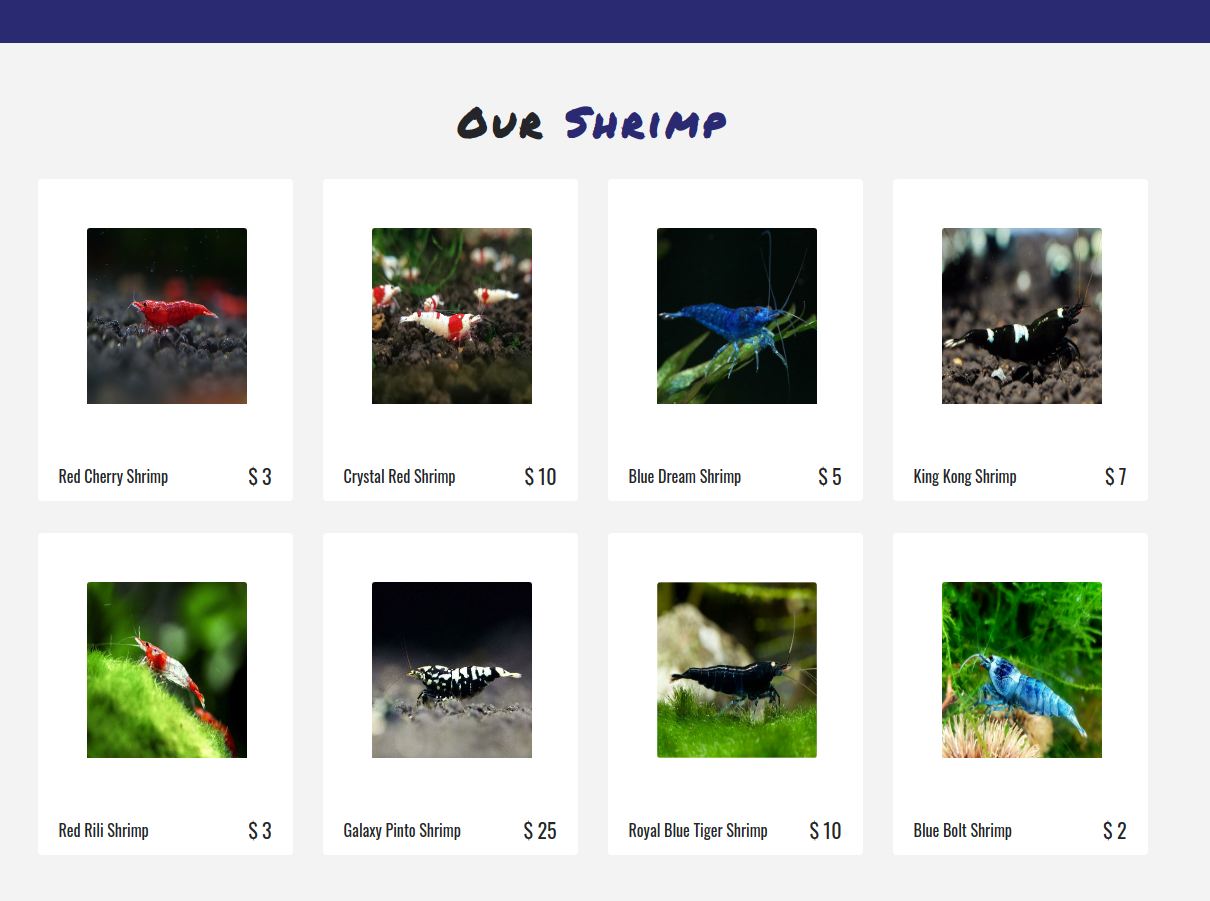 Our Shrimp
Red Cherry Shrimp $ 3
Crystal Red Shrimp $ 10
Blue Dream Shrimp $ 5
King Kong Shrimp $ 7
Red Rili Shrimp $ 3
Galaxy Pinto Shrimp $ 25
Royal Blue Tiger Shrimp $ 10
Blue Bolt Shrimp $ 2